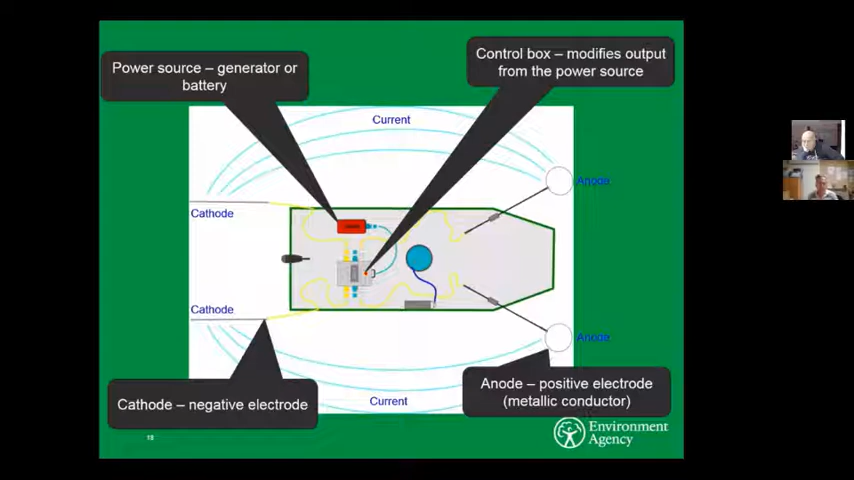 Power source – generator or
battery
Control box – modifies output
from the power source
Current
Anode
Cathode
Cathode
Anode
Cathode – negative electrode
Current
Anode – positive electrode
(metallic conductor)
18
Environment
Agency